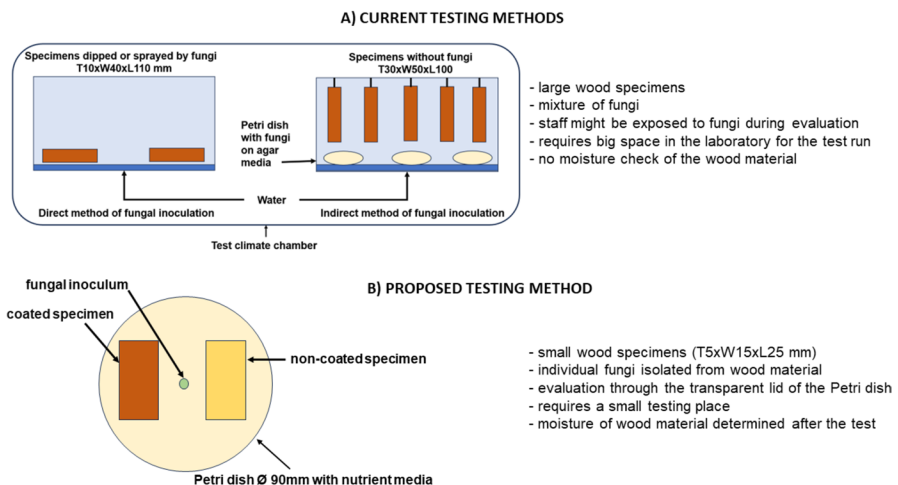 A) CURRENT TESTING METHODS
Specimens dipped or sprayed by fungi
T10xW40xL110 mm
Specimens without fungi
T30xW50xL100
Petri dish
with fungi
on agar
media
Water
Direct method of fungal inoculation
Indirect method of fungal inoculation
Test climate chamber
- large wood specimens
- mixture of fungi
- staff might be exposed to fungi during evaluation
- requires big space in the laboratory for the test run
- no moisture check of the wood material
B) PROPOSED TESTING METHOD
fungal inoculum
coated specimen
non-coated specimen
Petri dish Ø 90mm with nutrient media
- small wood specimens (T5xW15xL25 mm)
- individual fungi isolated from wood material
- evaluation through the transparent lid of the Petri dish
- requires a small testing place
- moisture of wood material determined after the test